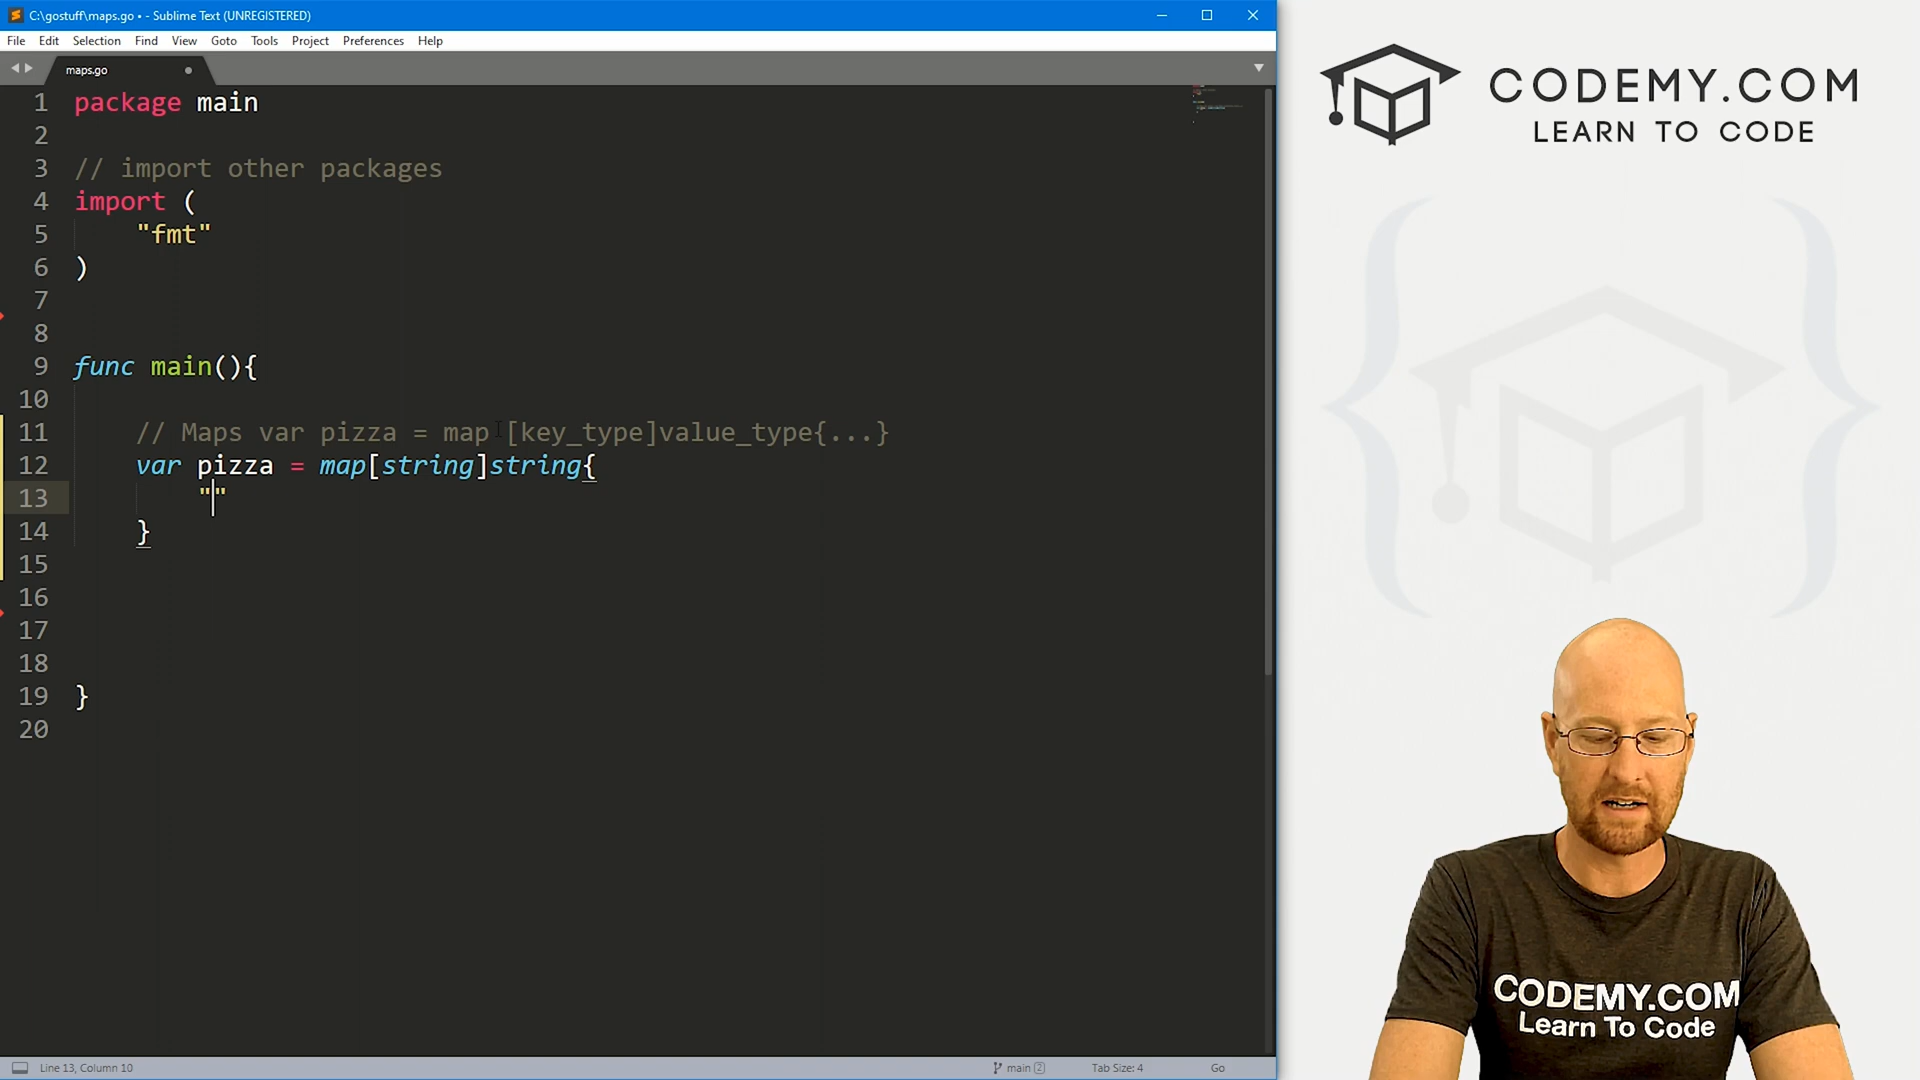 C:\gostuff\maps.go • - Sublime Text (UNREGISTERED)
File Edit Selection Find View Goto Tools Project Preferences Help
maps.go
1 package main
2
3 // import other packages
4 import (
5 "fmt"
6 )
7
8
9 func main(){
10
11 // Maps var pizza = map [key_type]value_type{...}
12 var pizza = map[string]string{
13 ""
14 }
15
16
17
18
19 }
20
Line 13, Column 10
main 2
Tab Size: 4
Go
CODEMY.COM
LEARN TO CODE
CODEMY.COM
Learn To Code